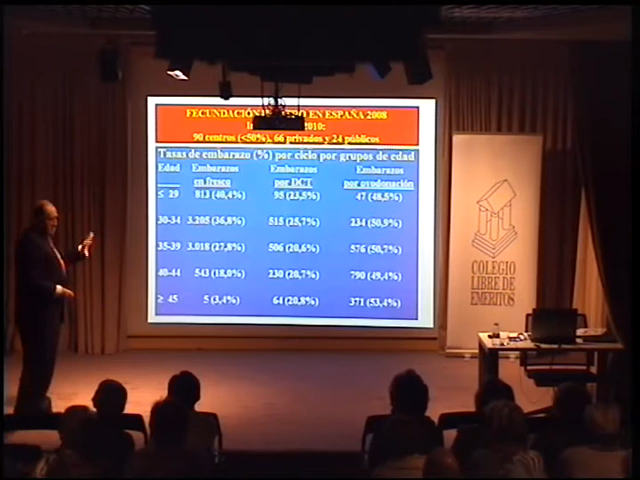 FECUNDACIÓN EN ESPAÑA 2008
2010:
90 centros (<50%), 66 privados y 24 públicos
Tasas de embarazo (%) por ciclo por grupos de edad
Edad Embarazos Embarazos Embarazos
en fresco por DCT por ovodonación
≤ 29 813 (40,4%) 95 (23,5%) 47 (48,5%)
30-34 3.205 (36,8%) 515 (25,7%) 234 (50,9%)
35-39 3.018 (27,8%) 506 (20,6%) 576 (50,7%)
40-44 543 (18,0%) 230 (20,7%) 790 (49,4%)
≥ 45 5 (3,4%) 64 (20,8%) 371 (53,4%)
COLEGIO
LIBRE DE
EMERITOS